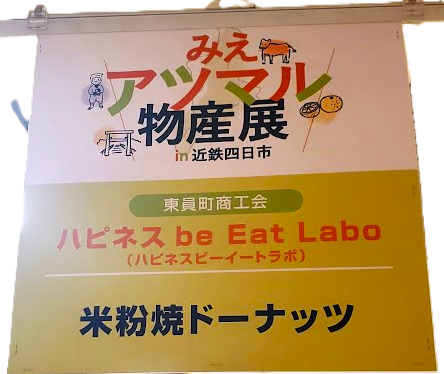 みえ
アツマル
物産展
in 近鉄四日市
東員町商工会
ハピネス be Eat Labo
(ハピネスビーイートラボ)
米粉焼ドーナッツ